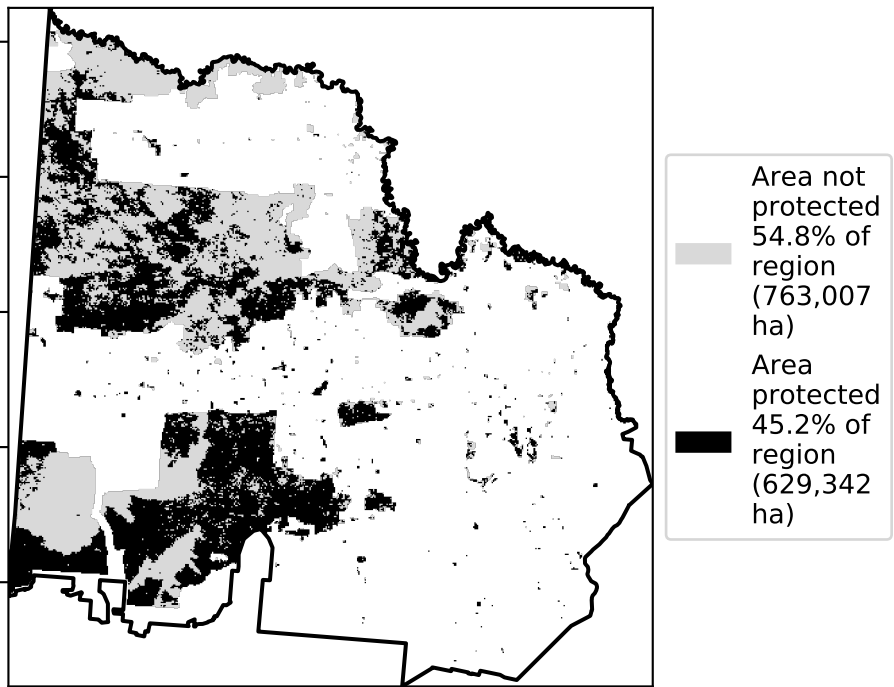 Area not
protected
54.8% of
region
(763,007
ha)
Area
protected
45.2% of
region
(629,342
ha)